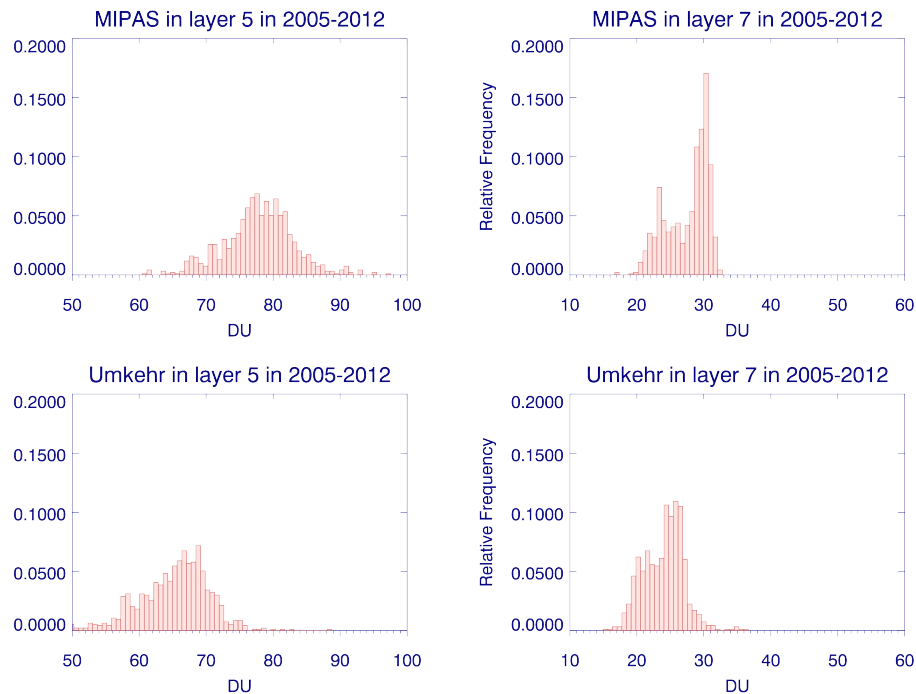 MIPAS in layer 5 in 2005-2012
0.2000
0.1500
0.1000
0.0500
0.0000
50 60 70 80 90 100
DU
MIPAS in layer 7 in 2005-2012
Relative Frequency
0.2000
0.1500
0.1000
0.0500
0.0000
10 20 30 40 50 60
DU
Umkehr in layer 5 in 2005-2012
0.2000
0.1500
0.1000
0.0500
0.0000
50 60 70 80 90 100
DU
Umkehr in layer 7 in 2005-2012
Relative Frequency
0.2000
0.1500
0.1000
0.0500
0.0000
10 20 30 40 50 60
DU